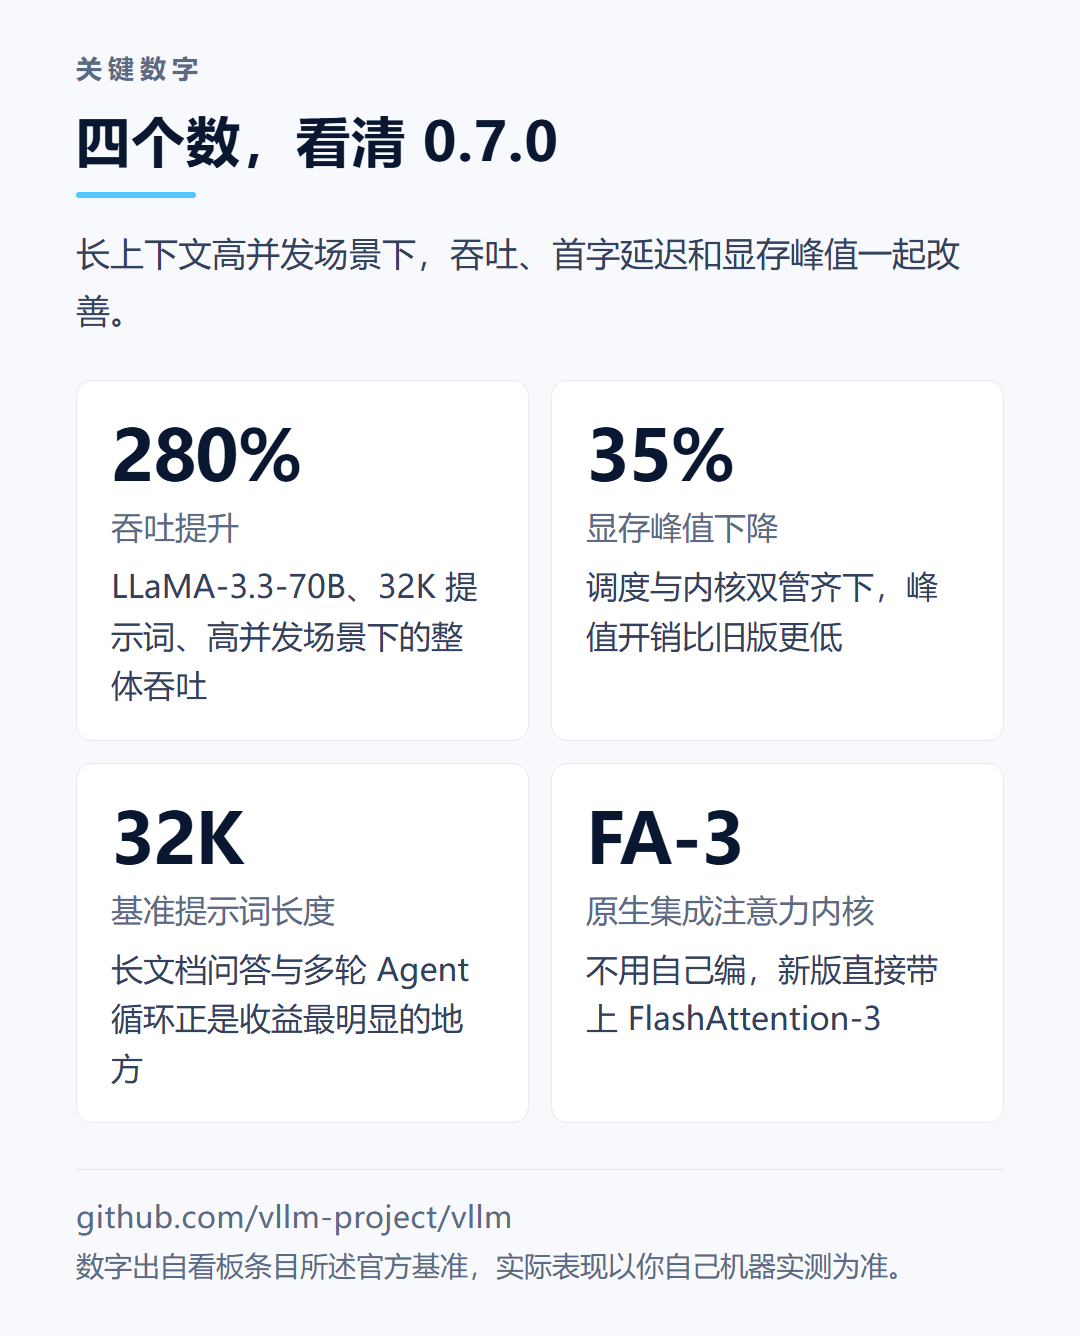 关键数字
四个数，看清 0.7.0
长上下文高并发场景下，吞吐、首字延迟和显存峰值一起改
善。
280%
吞吐提升
LLaMA-3.3-70B、32K 提
示词、高并发场景下的整
体吞吐
35%
显存峰值下降
调度与内核双管齐下，峰
值开销比旧版更低
32K
基准提示词长度
长文档问答与多轮 Agent
循环正是收益最明显的地
方
FA-3
原生集成注意力内核
不用自己编，新版直接带
上 FlashAttention-3
github.com/vllm-project/vllm
数字出自看板条目所述官方基准，实际表现以你自己机器实测为准。